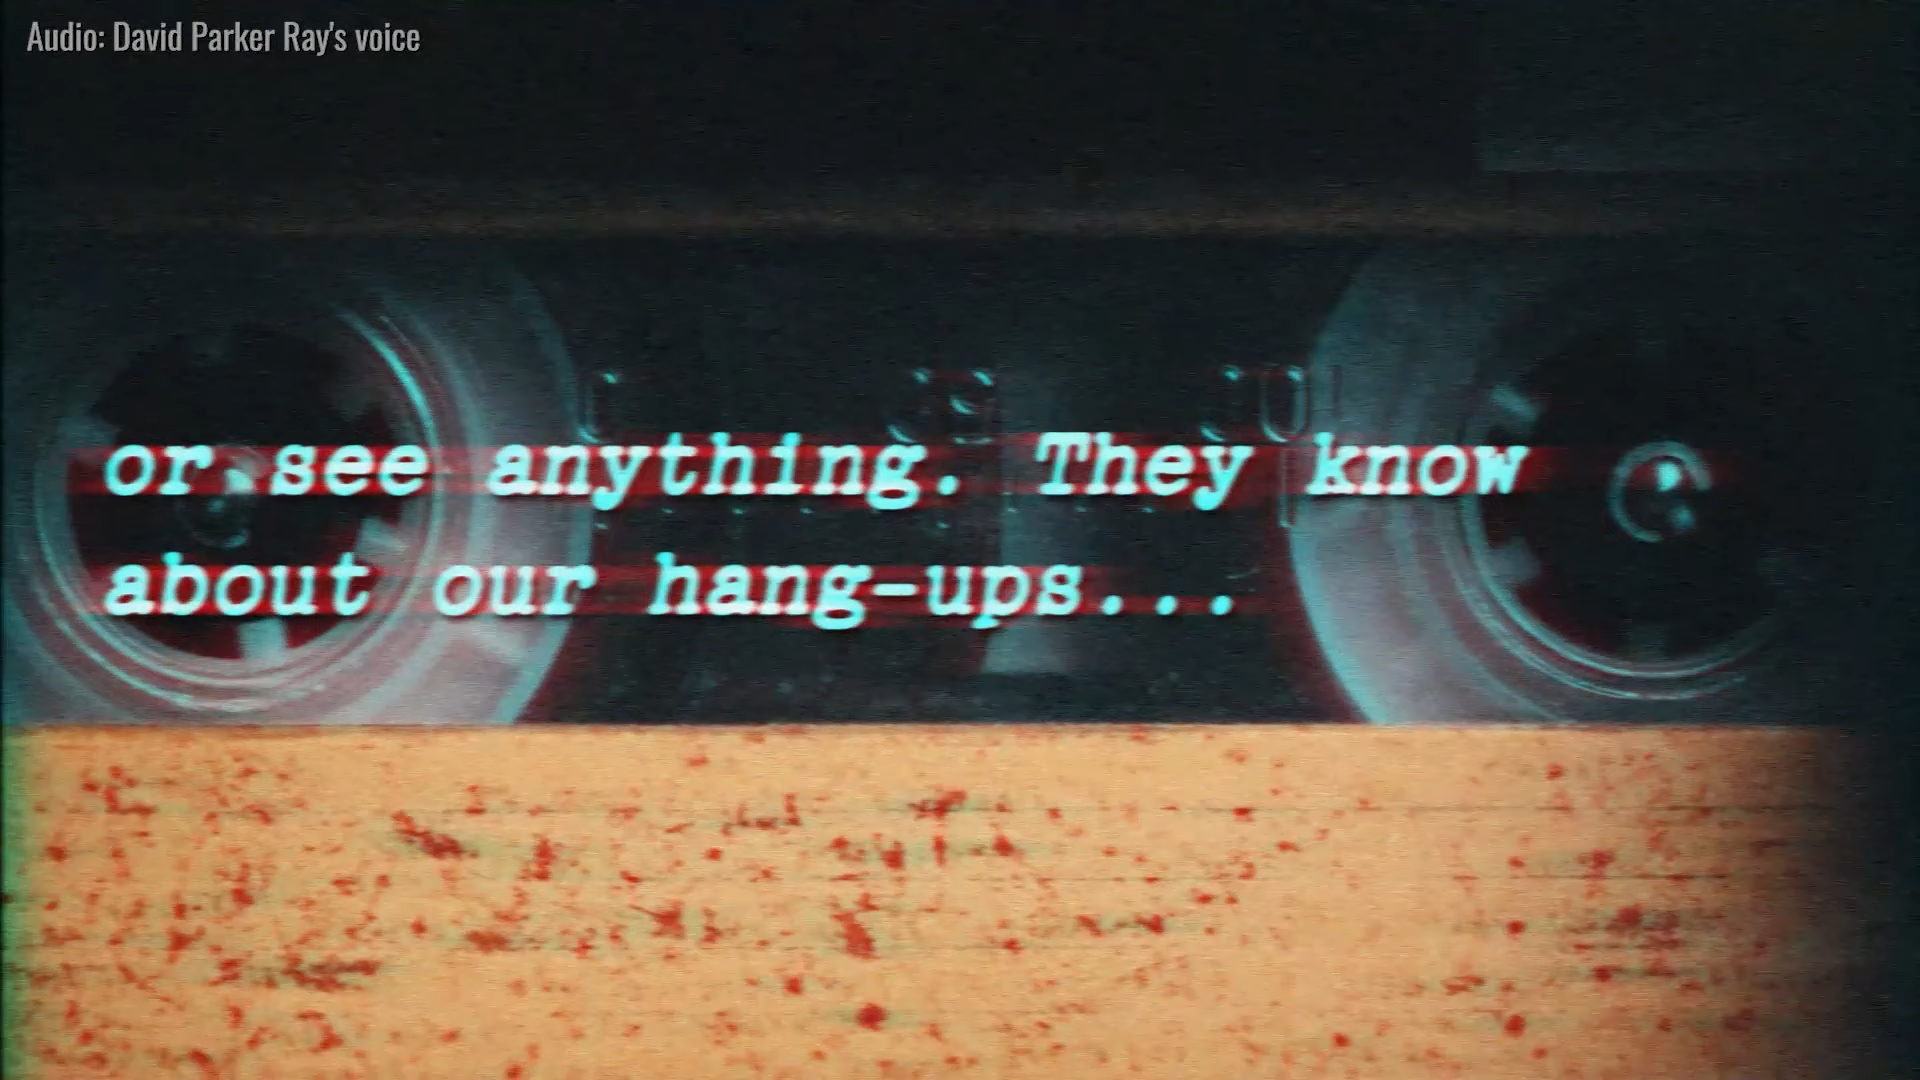 Audio: David Parker Ray's voice
or see anything. They know
about our hang-ups...